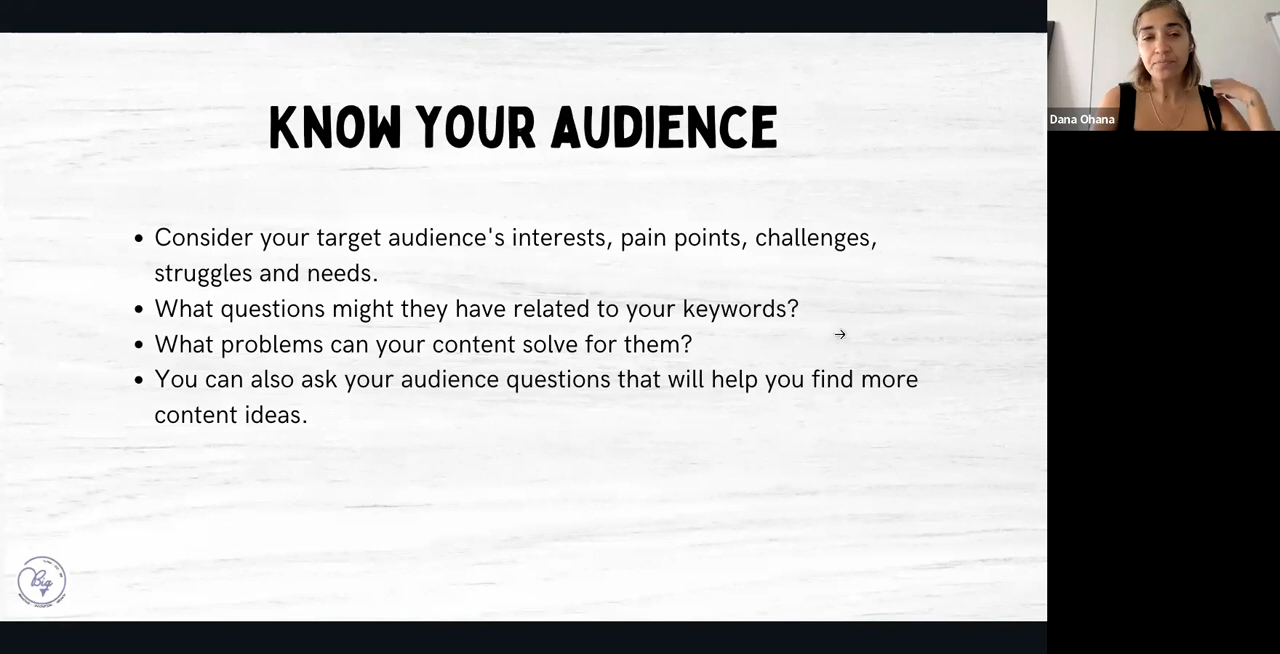 KNOW YOUR AUDIENCE
• Consider your target audience's interests, pain points, challenges,
struggles and needs.
• What questions might they have related to your keywords?
• What problems can your content solve for them?
• You can also ask your audience questions that will help you find more
content ideas.
Big
Dana Ohana